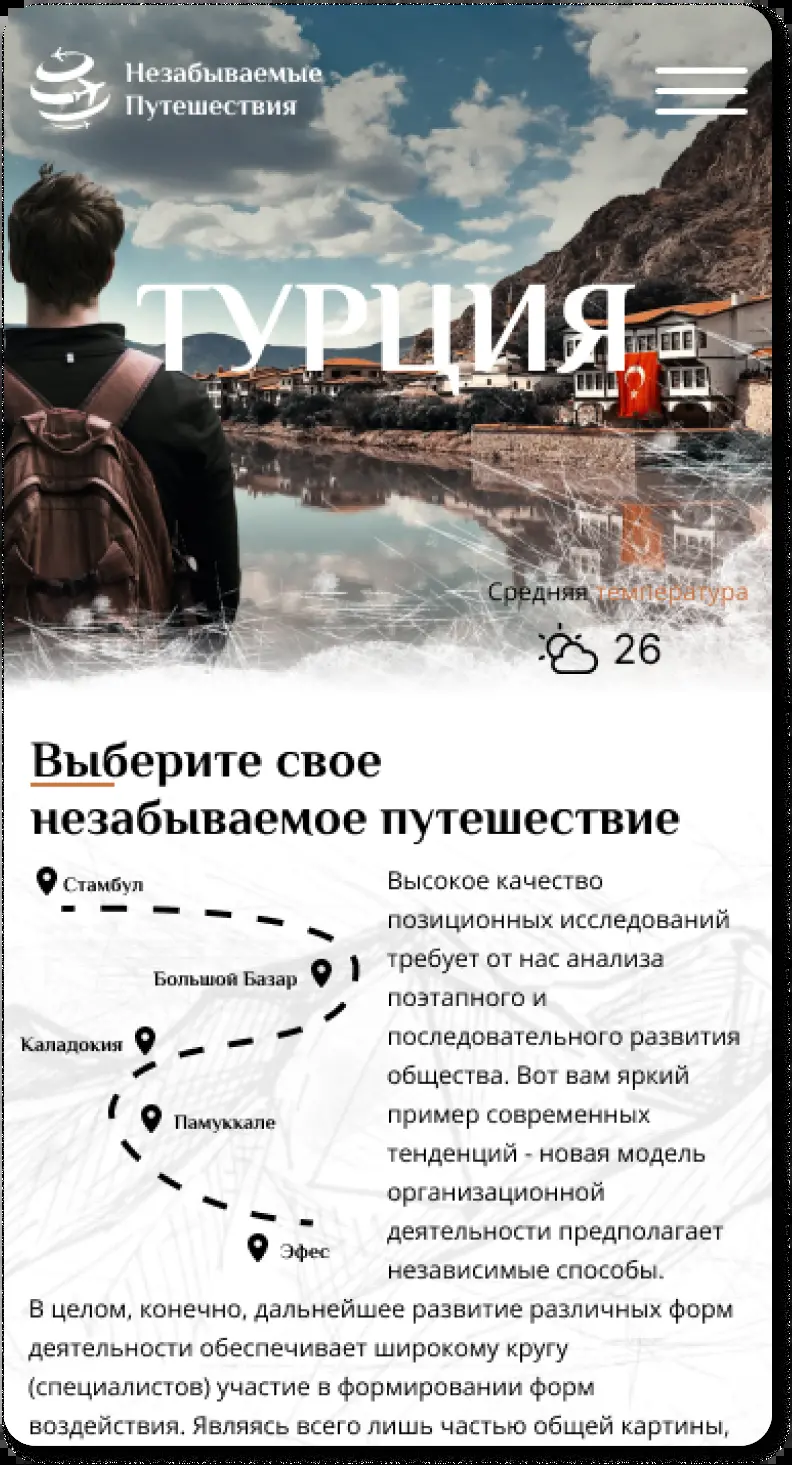 Незабываемые
Путешествия
ТУРЦИЯ
Средняя температура
26
Выберите свое
незабываемое путешествие
Стамбул
Большой Базар
Каладокия
Памуккале
Эфес
Высокое качество
позиционных исследований
требует от нас анализа
поэтапного и
последовательного развития
общества. Вот вам яркий
пример современных
тенденций - новая модель
организационной
деятельности предполагает
независимые способы.
В целом, конечно, дальнейшее развитие различных форм
деятельности обеспечивает широкому кругу
(специалистов) участие в формировании форм
воздействия. Являясь всего лишь частью общей картины,